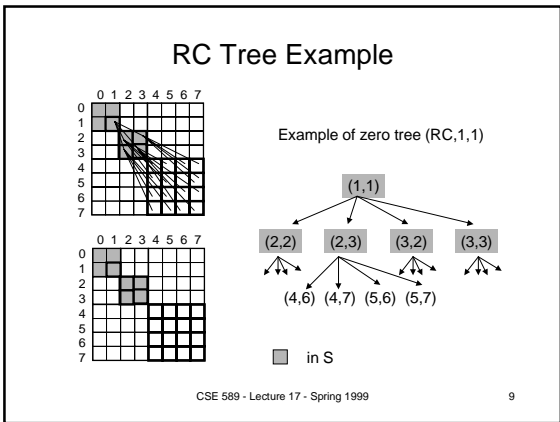 RC Tree Example
0 1 2 3 4 5 6 7
0
1
2
3
4
5
6
7
Example of zero tree (RC,1,1)
(1,1)
(2,2) (2,3) (3,2) (3,3)
(4,6) (4,7) (5,6) (5,7)
0 1 2 3 4 5 6 7
0
1
2
3
4
5
6
7
in S
CSE 589 - Lecture 17 - Spring 1999 9